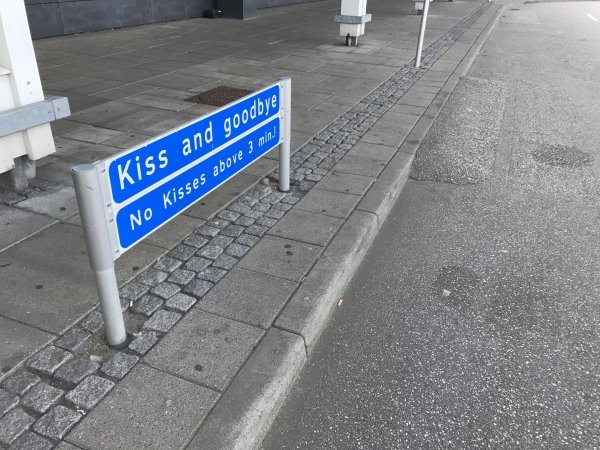 Kiss and goodbye
No Kisses above 3 min.!